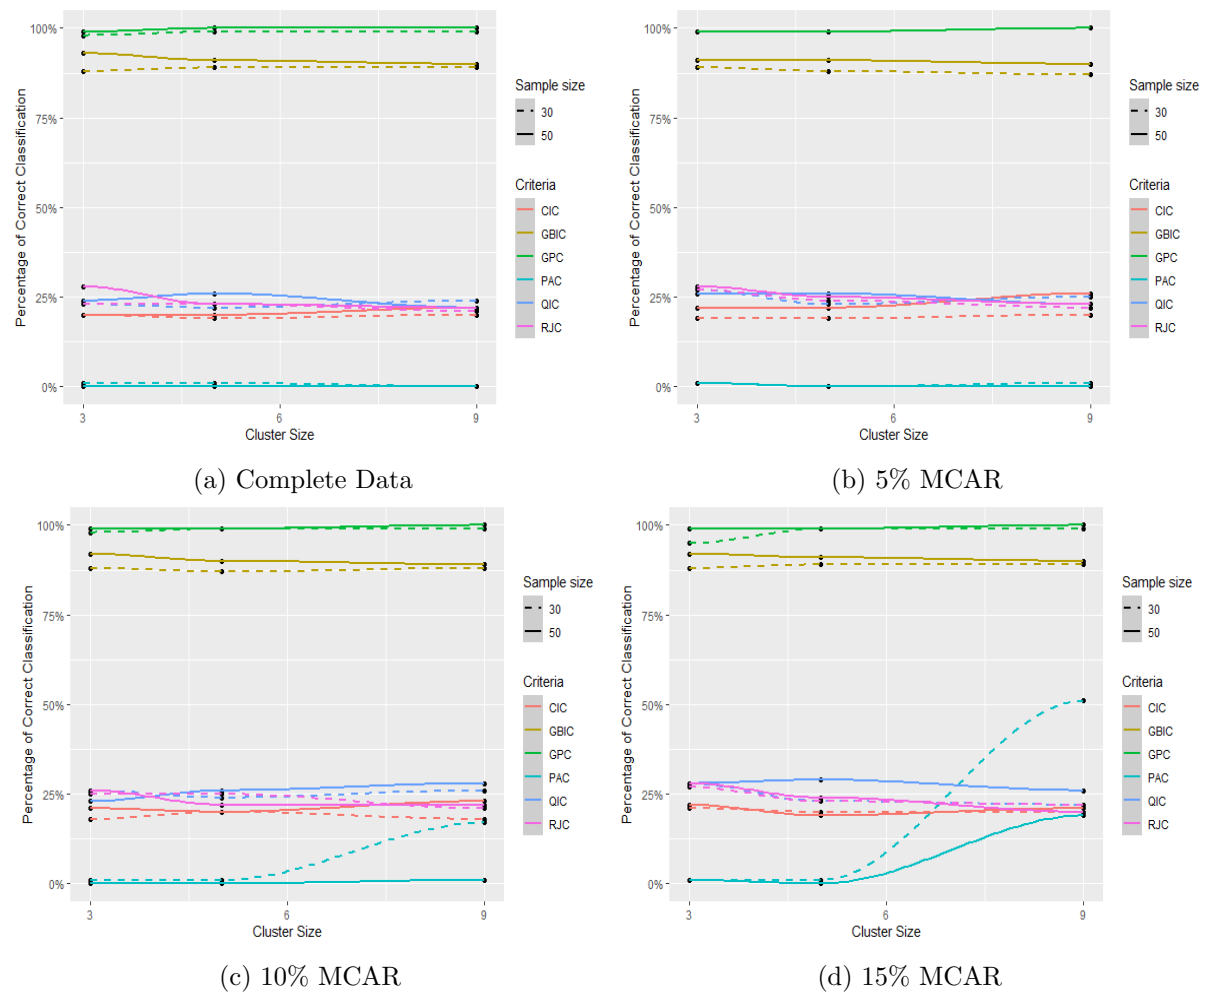 100%
75%
50%
25%
0%
Percentage of Correct Classification
3 6 9
Cluster Size
Sample size
30
50
Criteria
CIC
GBIC
GPC
PAC
QIC
RJC
(a) Complete Data
100%
75%
50%
25%
0%
Percentage of Correct Classification
3 6 9
Cluster Size
Sample size
30
50
Criteria
CIC
GBIC
GPC
PAC
QIC
RJC
(b) 5% MCAR
100%
75%
50%
25%
0%
Percentage of Correct Classification
3 6 9
Cluster Size
Sample size
30
50
Criteria
CIC
GBIC
GPC
PAC
QIC
RJC
(c) 10% MCAR
100%
75%
50%
25%
0%
Percentage of Correct Classification
3 6 9
Cluster Size
Sample size
30
50
Criteria
CIC
GBIC
GPC
PAC
QIC
RJC
(d) 15% MCAR